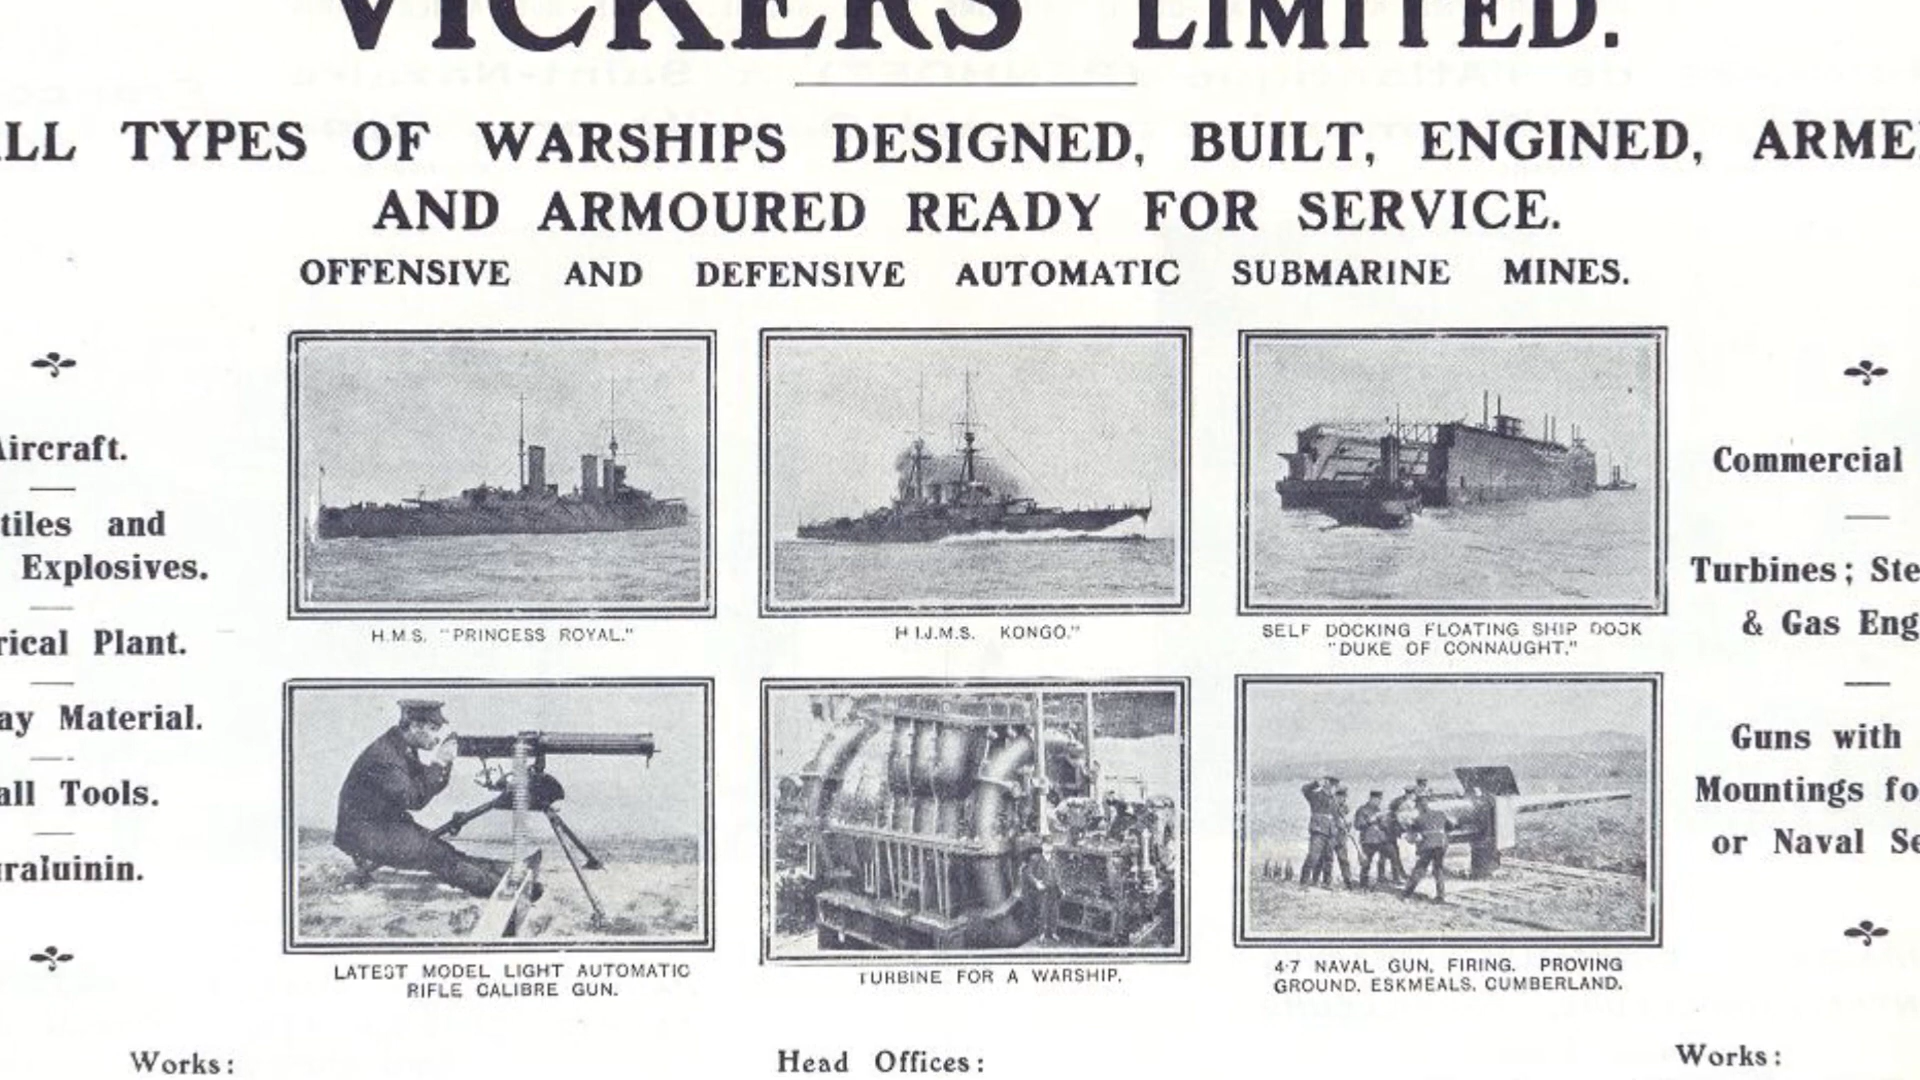 VICKERS LIMITED.
ALL TYPES OF WARSHIPS DESIGNED, BUILT, ENGINED, ARME
AND ARMOURED READY FOR SERVICE.
OFFENSIVE AND DEFENSIVE AUTOMATIC SUBMARINE MINES.
Aircraft.
tiles and
Explosives.
rical Plant.
ay Material.
all Tools.
uraluinin.
H.M.S. "PRINCESS ROYAL."
H.I.J.M.S. KONGO."
SELF DOCKING FLOATING SHIP DOCK
"DUKE OF CONNAUGHT."
LATEST MODEL LIGHT AUTOMATIC
RIFLE CALIBRE GUN.
TURBINE FOR A WARSHIP.
4·7 NAVAL GUN, FIRING. PROVING
GROUND, ESKMEALS, CUMBERLAND.
Commercial
Turbines; Ste
& Gas Eng
Guns with
Mountings fo
or Naval Se
Works:
Head Offices:
Works: